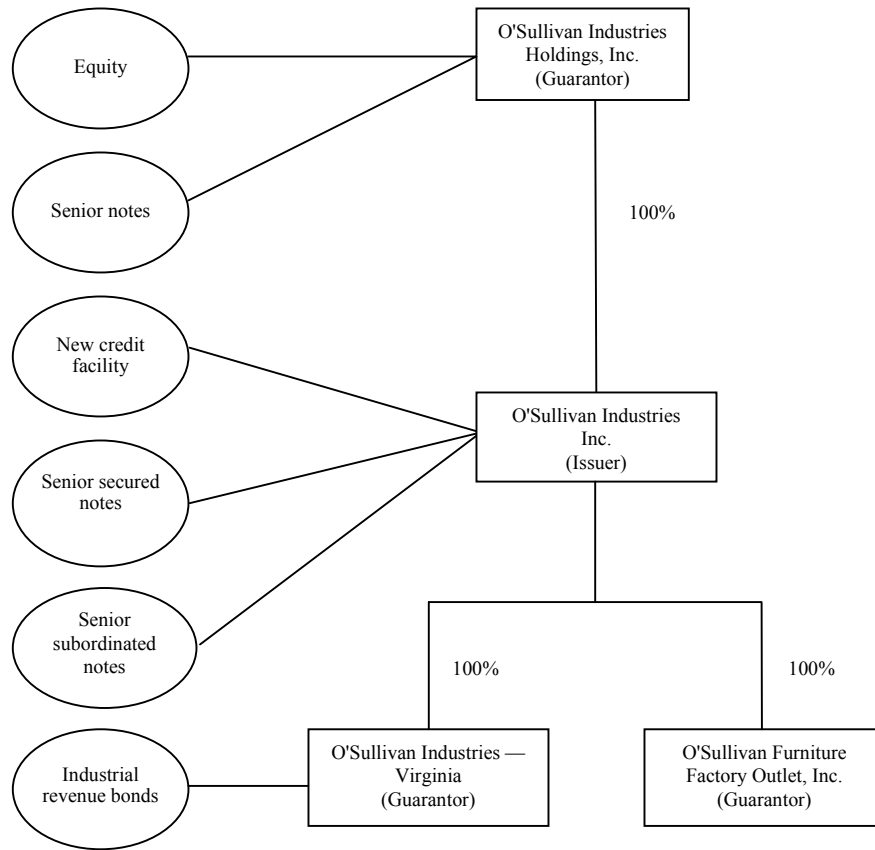 Equity
O'Sullivan Industries
Holdings, Inc.
(Guarantor)
Senior notes
100%
New credit
facility
O'Sullivan Industries
Inc.
(Issuer)
Senior secured
notes
Senior
subordinated
notes
100%
100%
Industrial
revenue bonds
O'Sullivan Industries —
Virginia
(Guarantor)
O'Sullivan Furniture
Factory Outlet, Inc.
(Guarantor)